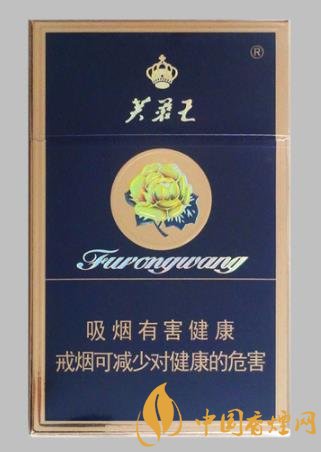 ®
芙蓉王
Furongwang
吸烟有害健康
戒烟可减少对健康的危害
中国香烟网